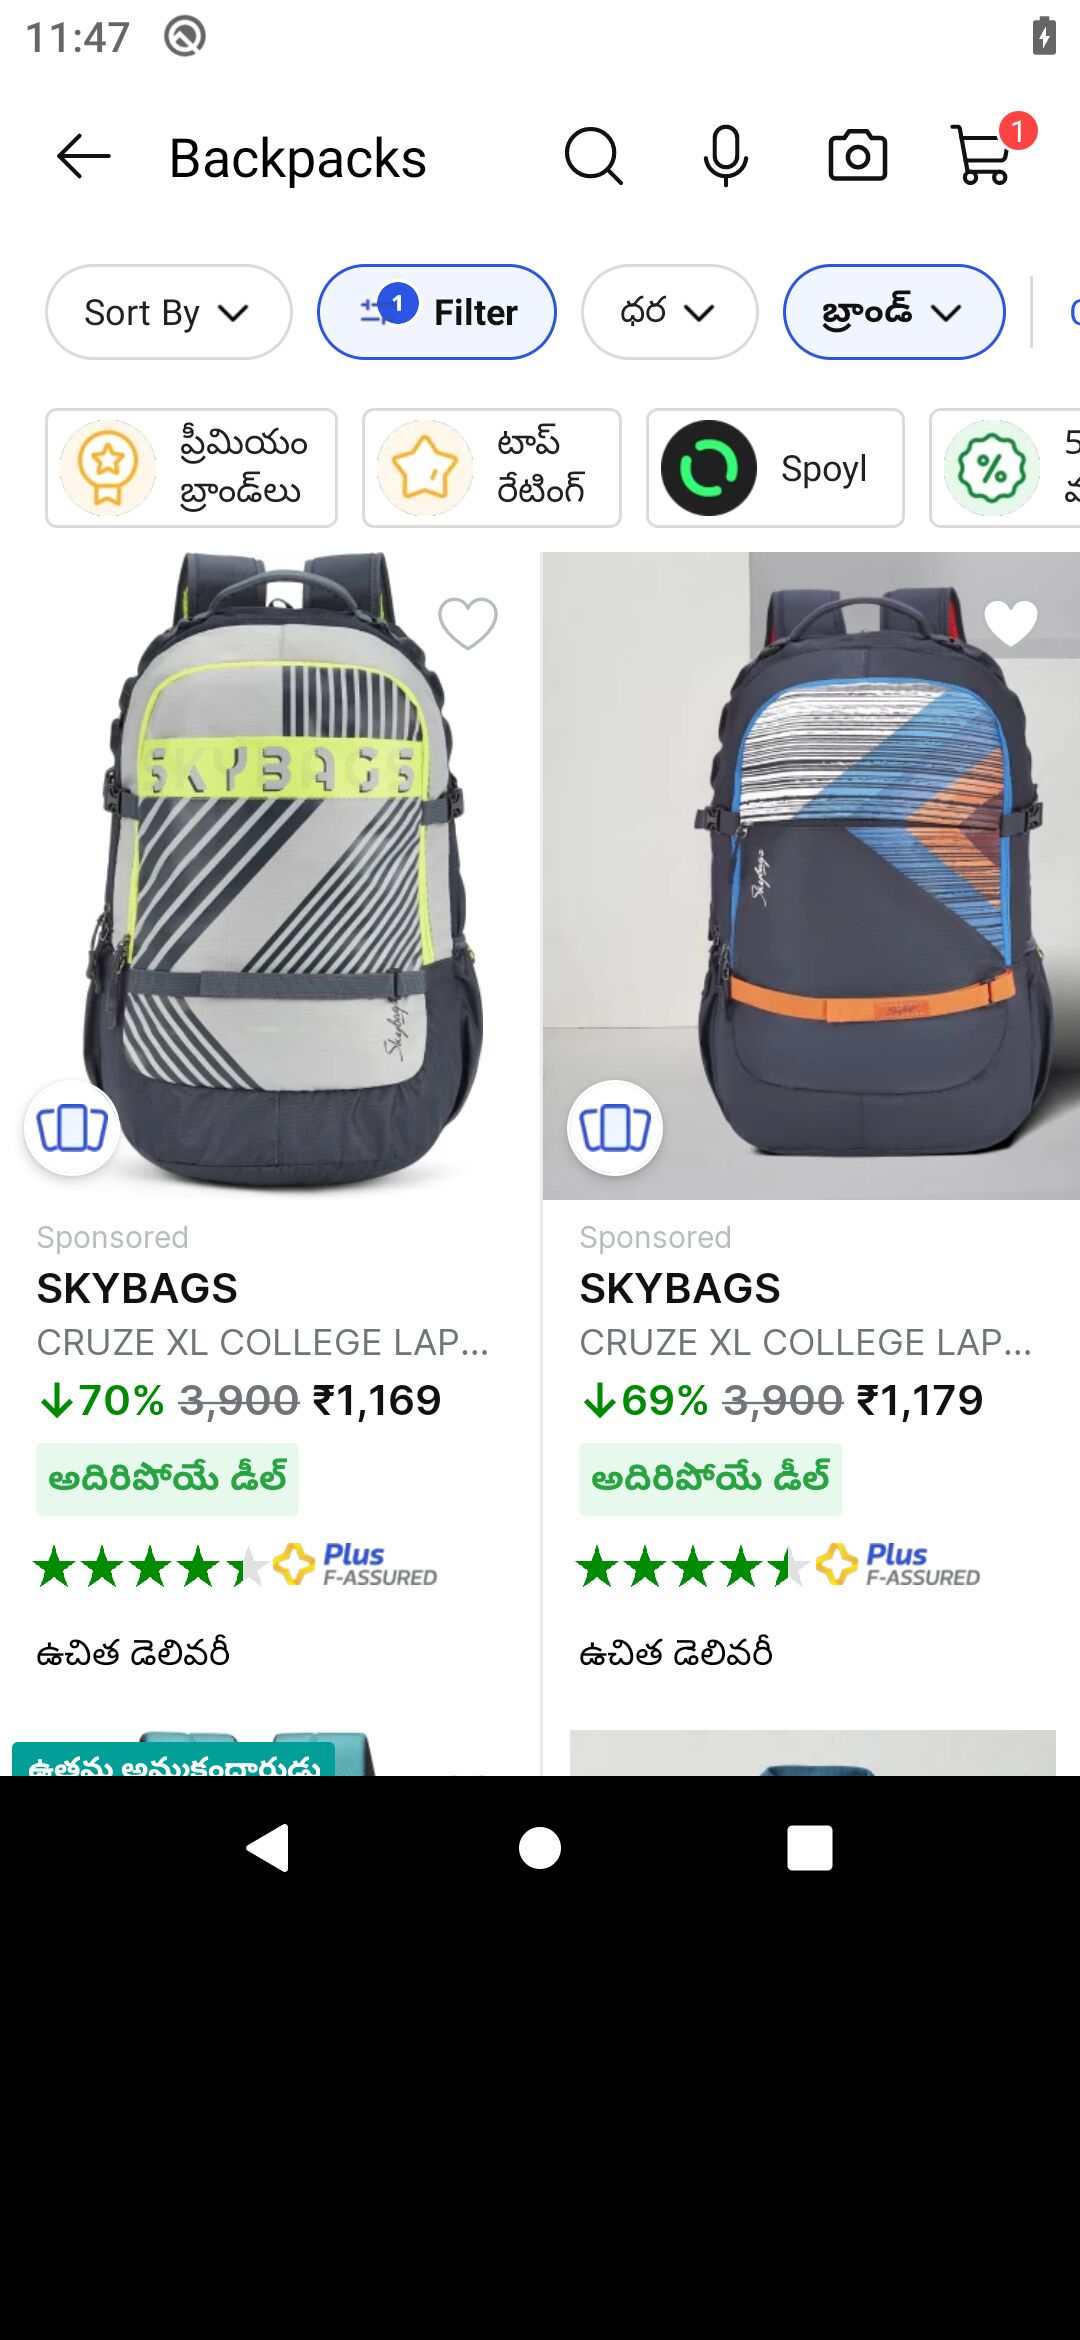 11:47
Backpacks
1
Sort By
1 Filter
ధర
బ్రాండ్
ప్రీమియం
బ్రాండ్‌లు
టాప్
రేటింగ్
Spoyl
SKYBAGS
Skybags
Skybags
Sponsored
SKYBAGS
CRUZE XL COLLEGE LAP...
↓70% 3,900 ₹1,169
అదిరిపోయే డీల్
Plus
F-ASSURED
ఉచిత డెలివరీ
Sponsored
SKYBAGS
CRUZE XL COLLEGE LAP...
↓69% 3,900 ₹1,179
అదిరిపోయే డీల్
Plus
F-ASSURED
ఉచిత డెలివరీ
ఉత్తమ అమ్మకందారుడు